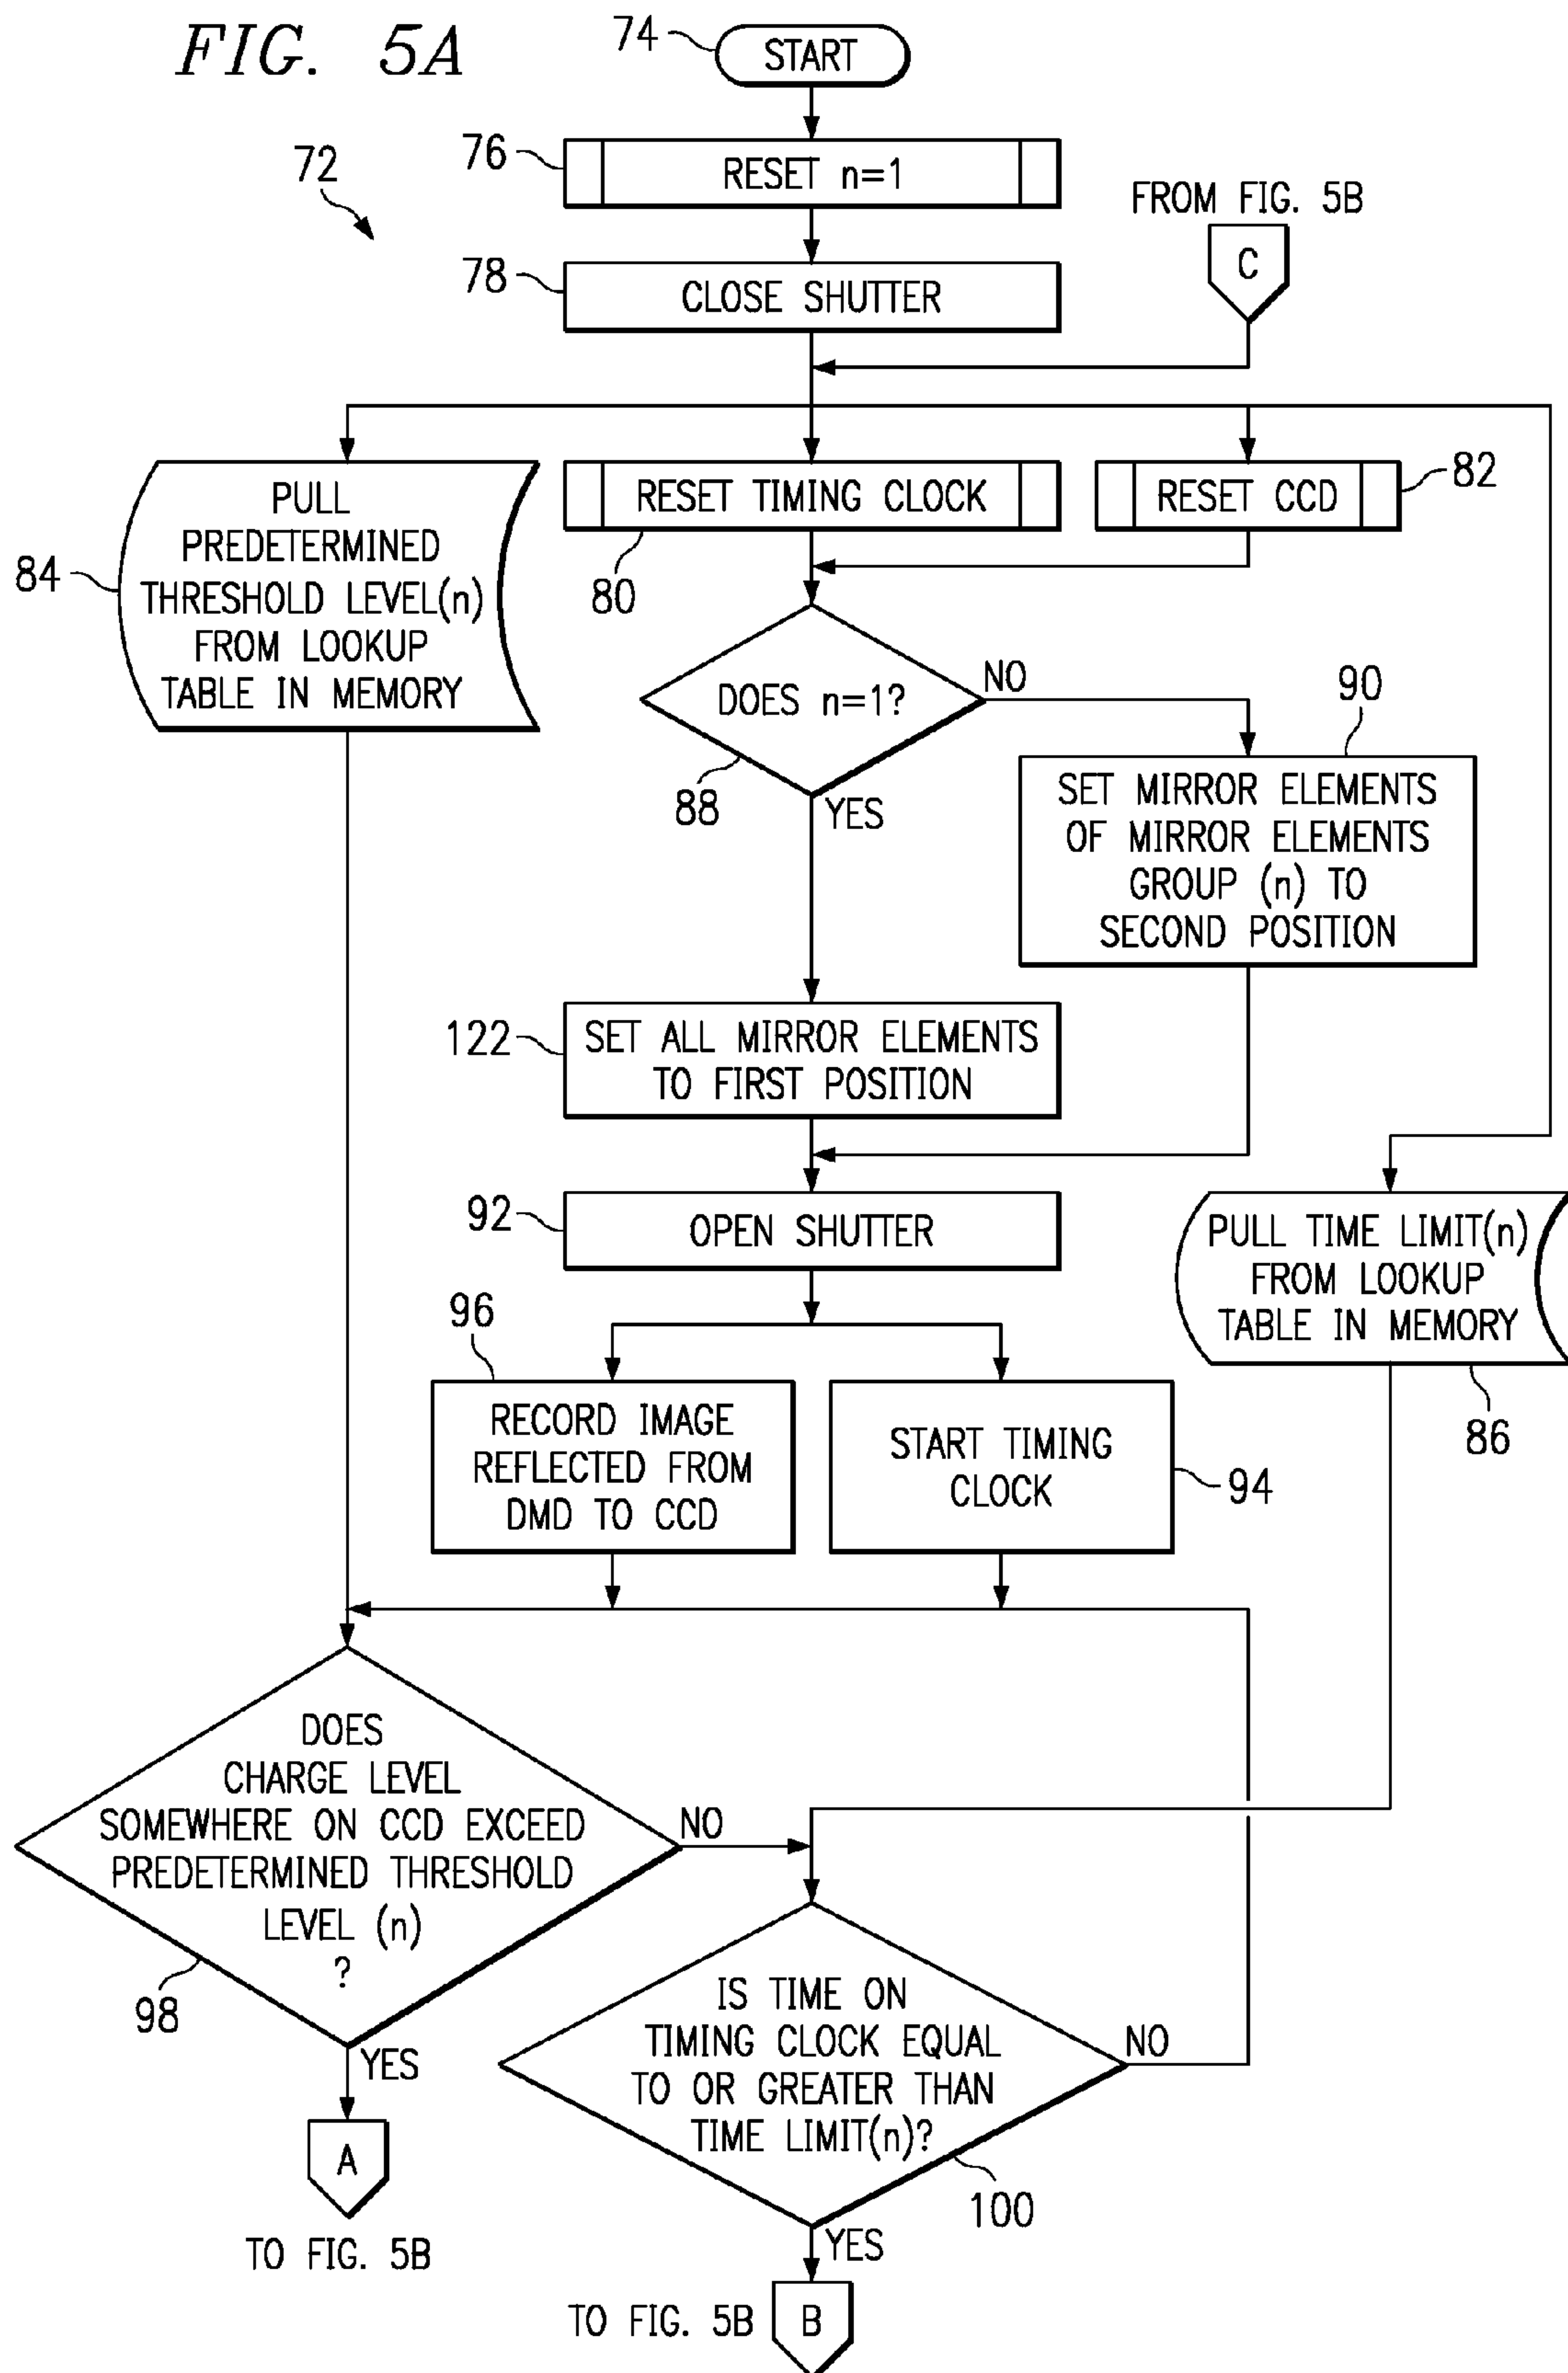 FIG. 5A
74
START
76
RESET n=1
72
FROM FIG. 5B
C
78
CLOSE SHUTTER
84
PULL
PREDETERMINED
THRESHOLD LEVEL(n)
FROM LOOKUP
TABLE IN MEMORY
RESET TIMING CLOCK
80
RESET CCD
82
DOES n=1?
NO
88
YES
90
SET MIRROR ELEMENTS
OF MIRROR ELEMENTS
GROUP (n) TO
SECOND POSITION
122
SET ALL MIRROR ELEMENTS
TO FIRST POSITION
92
OPEN SHUTTER
PULL TIME LIMIT(n)
FROM LOOKUP
TABLE IN MEMORY
86
96
RECORD IMAGE
REFLECTED FROM
DMD TO CCD
START TIMING
CLOCK
94
DOES
CHARGE LEVEL
SOMEWHERE ON CCD EXCEED
PREDETERMINED THRESHOLD
LEVEL (n)
?
NO
98
YES
A
TO FIG. 5B
IS TIME ON
TIMING CLOCK EQUAL
TO OR GREATER THAN
TIME LIMIT(n)?
NO
100
YES
TO FIG. 5B
B